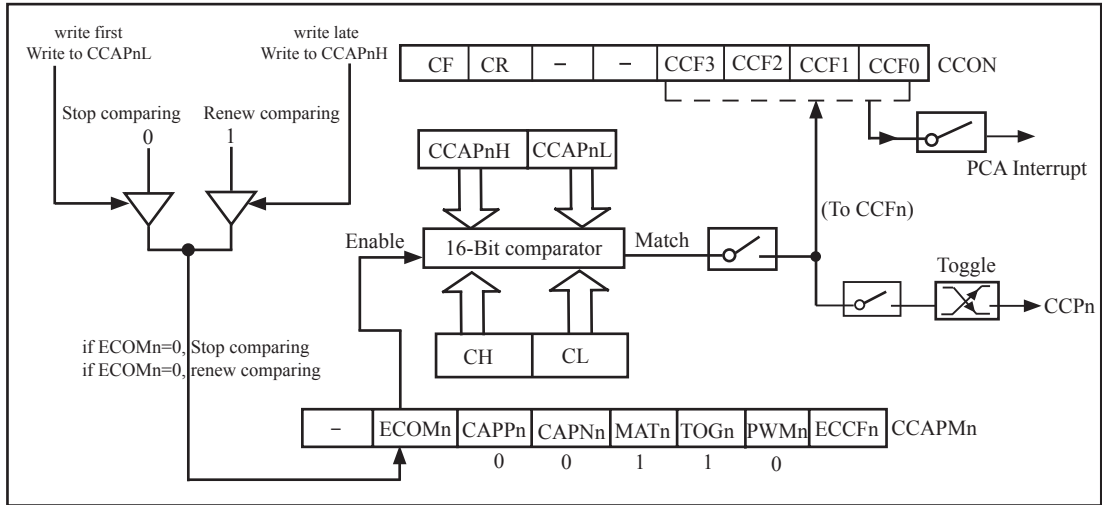 write first
Write to CCAPnL
write late
Write to CCAPnH
CF CR – – CCF3 CCF2 CCF1 CCF0 CCON
Stop comparing
0
Renew comparing
1
CCAPnH CCAPnL
PCA Interrupt
(To CCFn)
Enable
16-Bit comparator
Match
Toggle
CCPn
CH CL
if ECOMn=0, Stop comparing
if ECOMn=0, renew comparing
– ECOMn CAPPn CAPNn MATn TOGn PWMn ECCFn CCAPMn
0 0 1 1 0